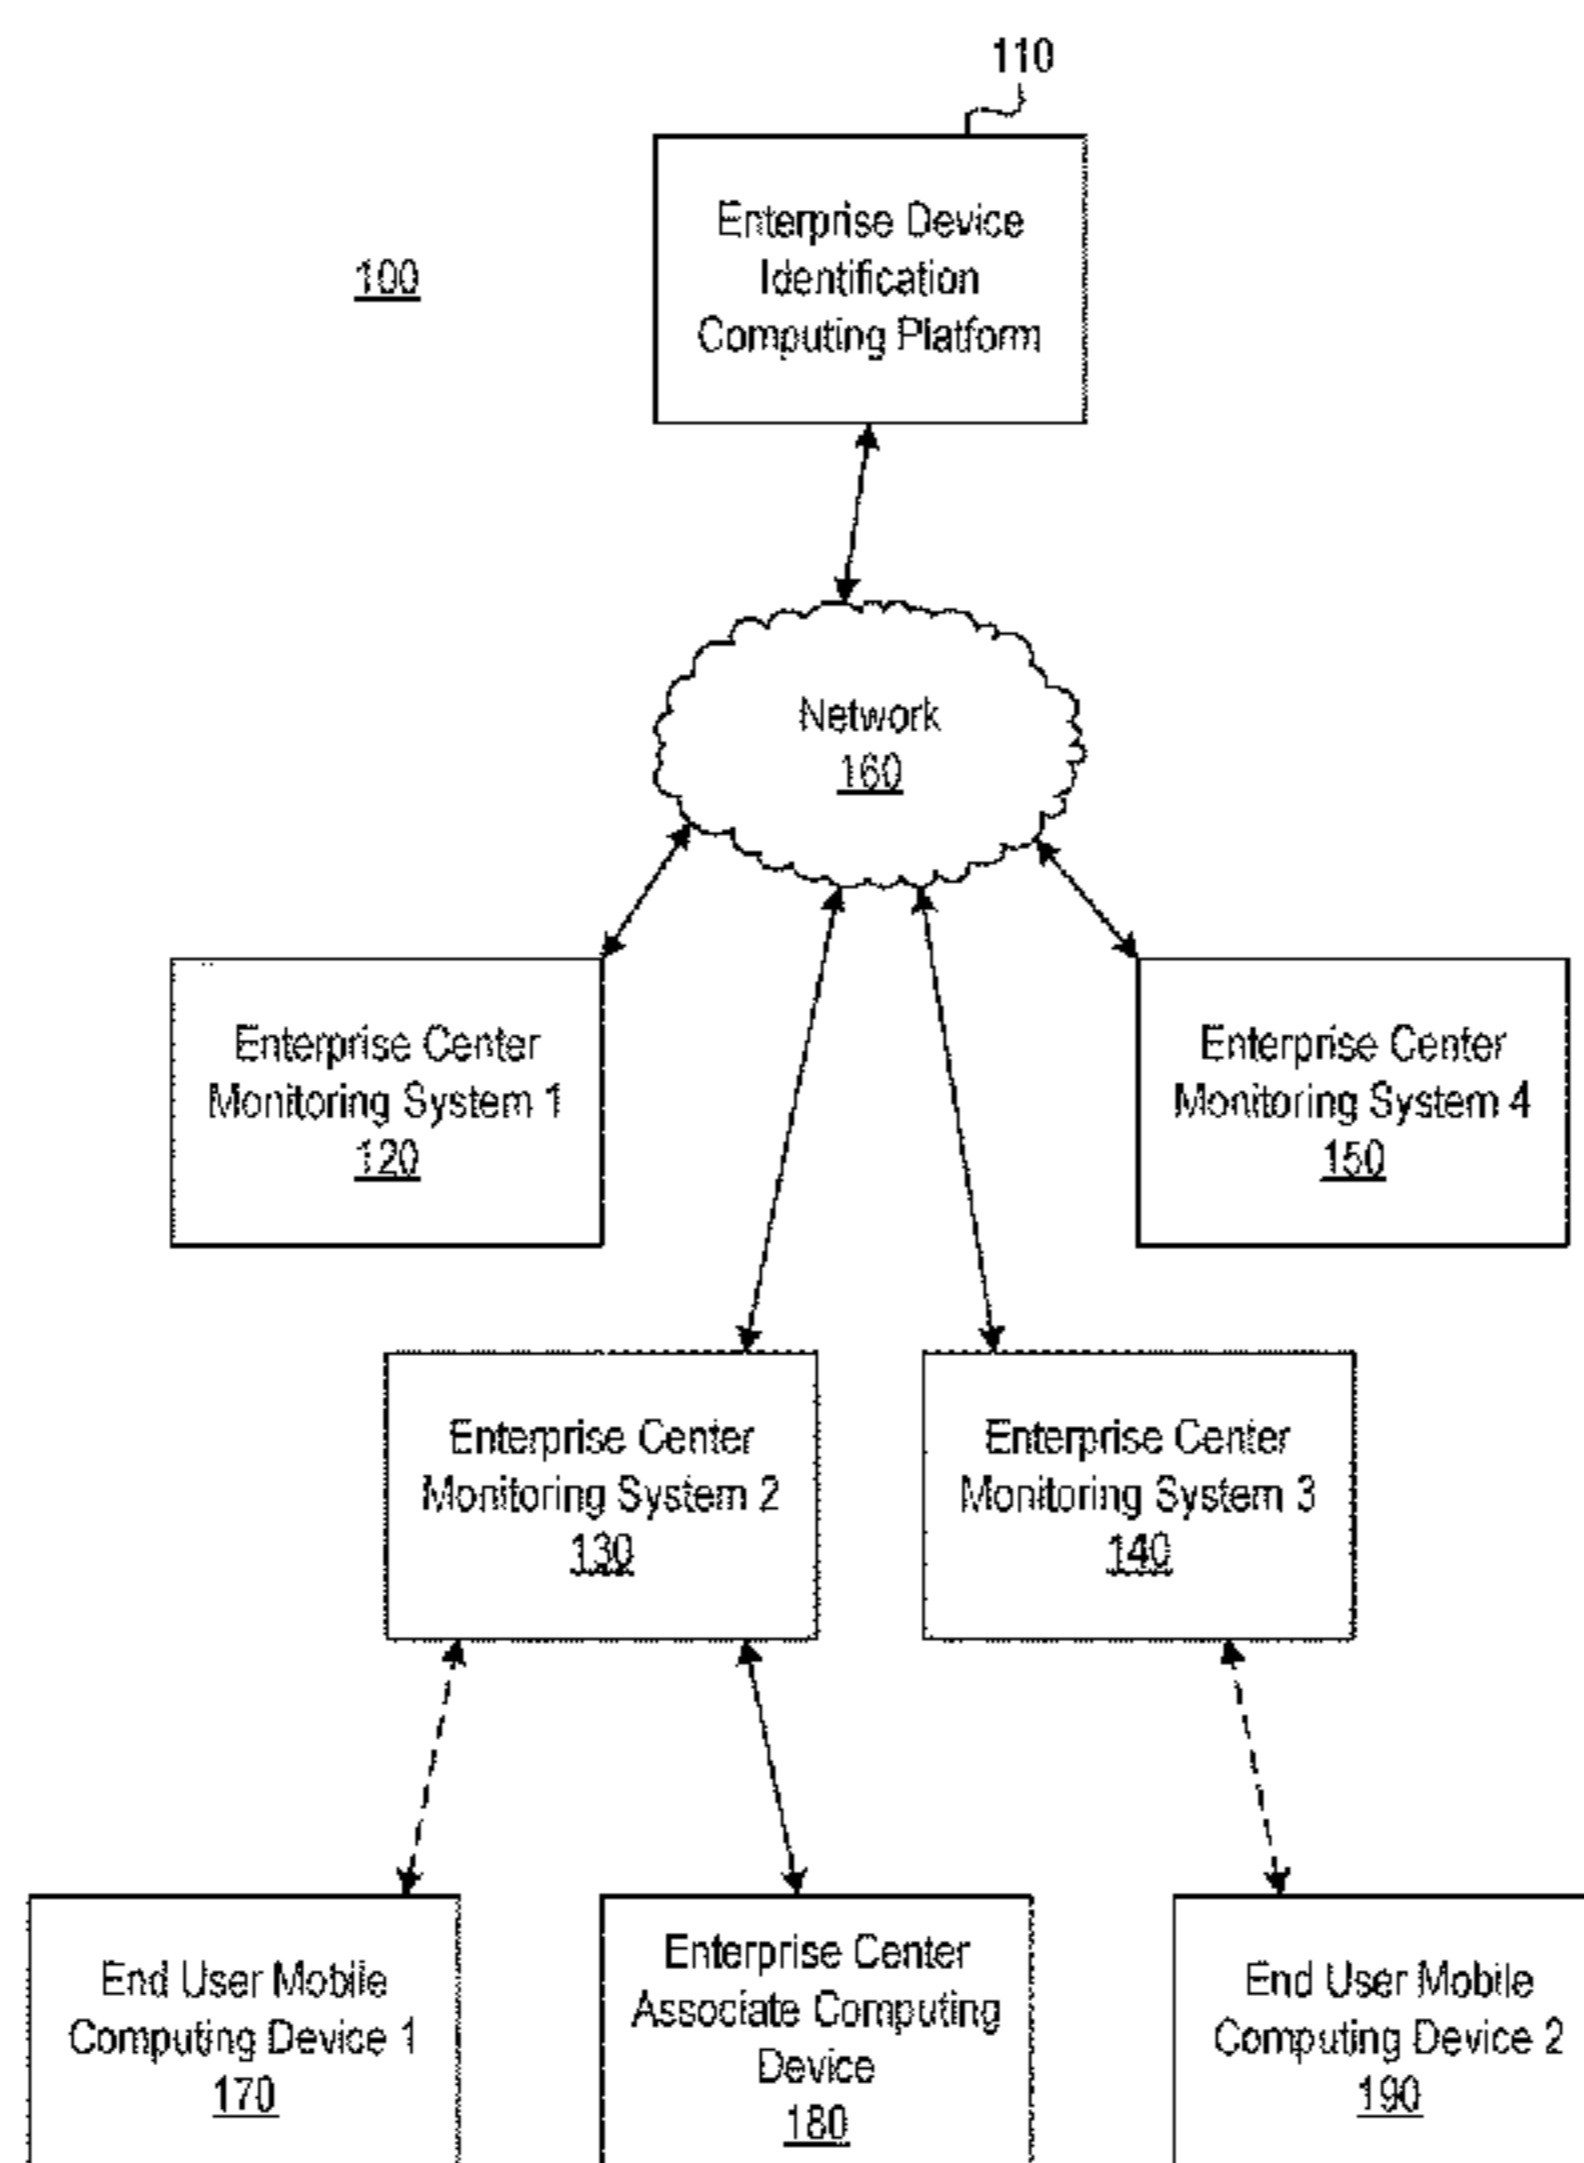 110
100
Enterprise Device
Identification
Computing Platform
Network
160
Enterprise Center
Monitoring System 1
120
Enterprise Center
Monitoring System 4
150
Enterprise Center
Monitoring System 2
130
Enterprise Center
Monitoring System 3
140
End User Mobile
Computing Device 1
170
Enterprise Center
Associate Computing
Device
180
End User Mobile
Computing Device 2
190